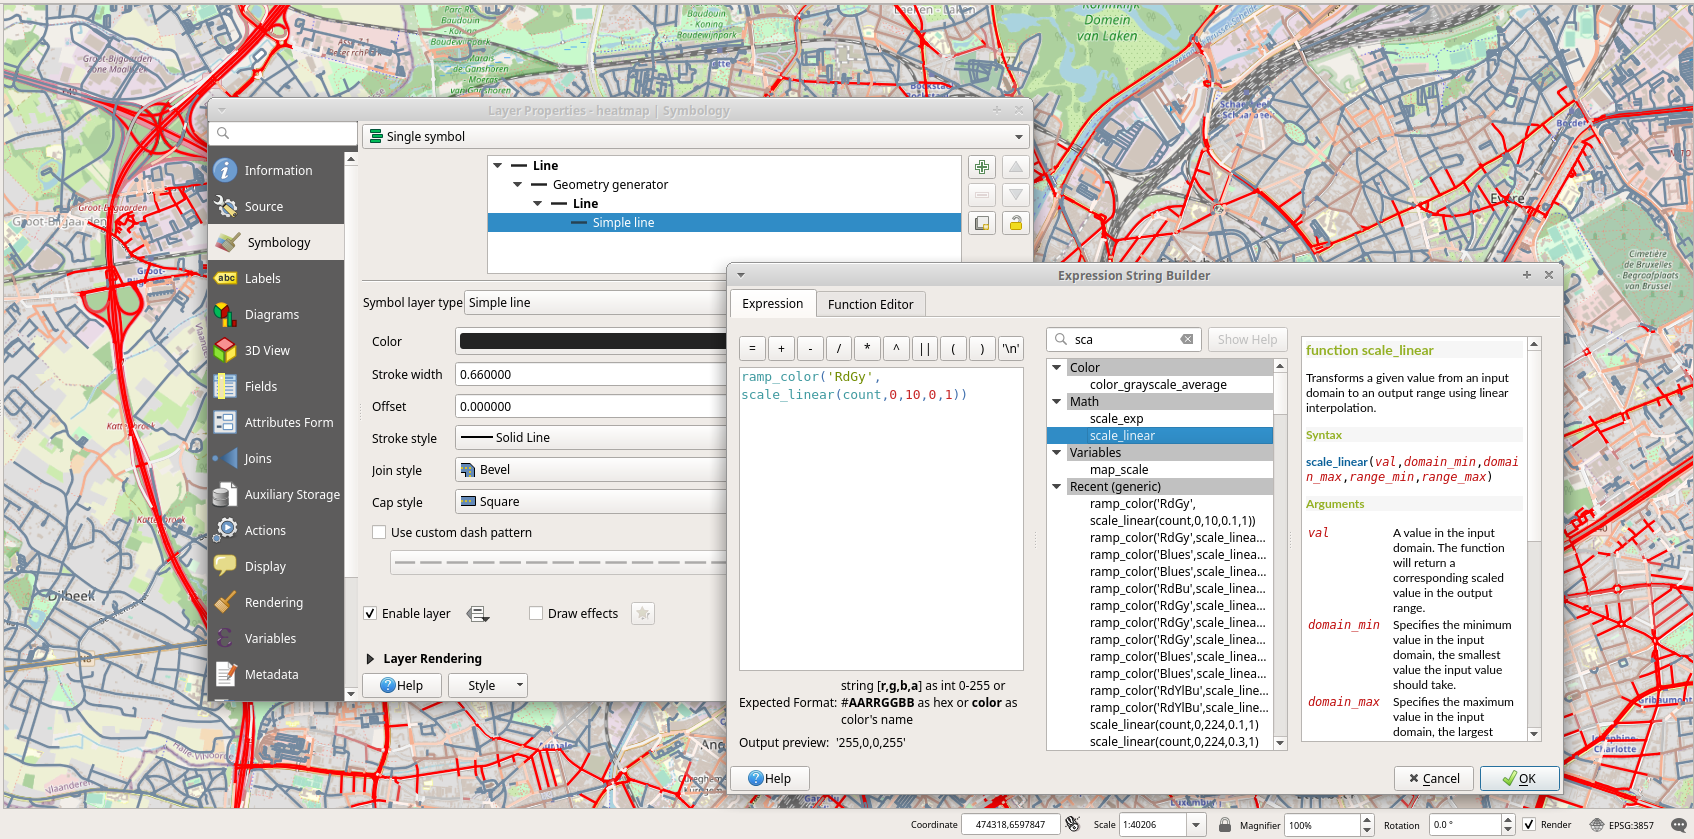 Layer Properties - heatmap | Symbology
Single symbol
Information
Source
Symbology
Labels
Diagrams
3D View
Fields
Attributes Form
Joins
Auxiliary Storage
Actions
Display
Rendering
Variables
Metadata
Line
Geometry generator
Line
Simple line
Symbol layer type Simple line
Color
Stroke width 0.660000
Offset 0.000000
Stroke style Solid Line
Join style Bevel
Cap style Square
Use custom dash pattern
Enable layer
Draw effects
Layer Rendering
Help
Style
Expression String Builder
Expression
Function Editor
= + - / * ^ || ( ) '\n'
ramp_color('RdGy',
scale_linear(count,0,10,0,1))
string [r,g,b,a] as int 0-255 or
Expected Format: #AARRGGBB as hex or color as
color's name
Output preview: '255,0,0,255'
Help
sca
Show Help
Color
color_grayscale_average
Math
scale_exp
scale_linear
Variables
map_scale
Recent (generic)
ramp_color('RdGy',
scale_linear(count,0,10,0.1,1))
ramp_color('RdGy',scale_linea...
ramp_color('Blues',scale_linea...
ramp_color('Blues',scale_linea...
ramp_color('RdBu',scale_linea...
ramp_color('RdGy',scale_linea...
ramp_color('RdGy',scale_linea...
ramp_color('RdGy',scale_linea...
ramp_color('Blues',scale_linea...
ramp_color('Blues',scale_linea...
ramp_color('RdYlBu',scale_line...
ramp_color('RdYlBu',scale_line...
scale_linear(count,0,224,0.1,1)
scale_linear(count,0,224,0.3,1)
function scale_linear
Transforms a given value from an input
domain to an output range using linear
interpolation.
Syntax
scale_linear(val,domain_min,domai
n_max,range_min,range_max)
Arguments
val
A value in the input
domain. The function
will return a
corresponding scaled
value in the output
range.
domain_min
Specifies the minimum
value in the input
domain, the smallest
value the input value
should take.
domain_max
Specifies the maximum
value in the input
domain, the largest
Cancel
OK
Domein
van Laken
Evere
Cimetière
de Bruxelles
Begraafplaats
van Brussel
Groot-Bijgaarden
Dilbeek
abc
Coordinate 474318,6597847
Scale 1:40206
Magnifier 100%
Rotation 0.0 °
Render
EPSG:3857